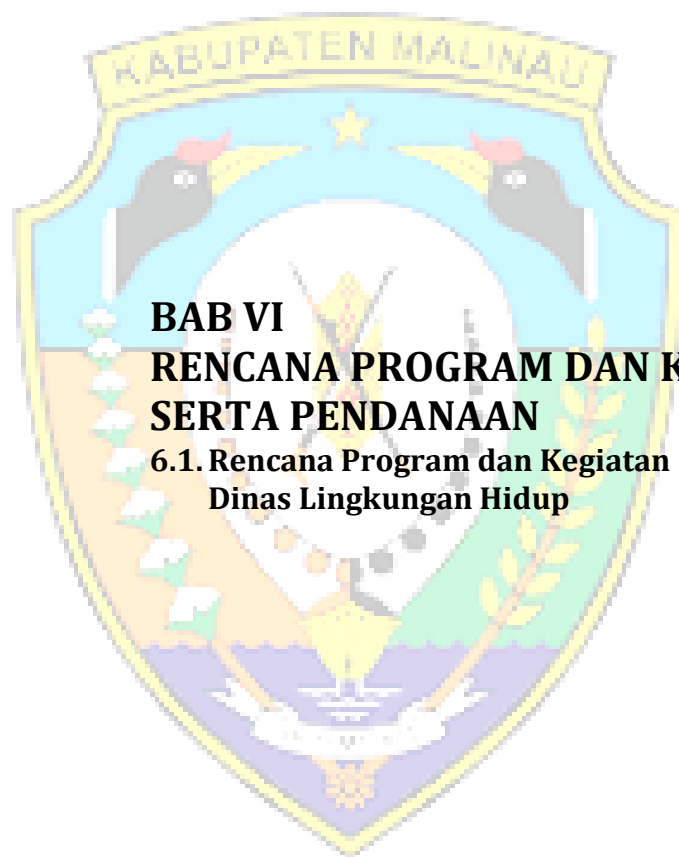 KABUPATEN MALINAU
BAB VI
RENCANA PROGRAM DAN K
SERTA PENDANAAN
6.1. Rencana Program dan Kegiatan
Dinas Lingkungan Hidup